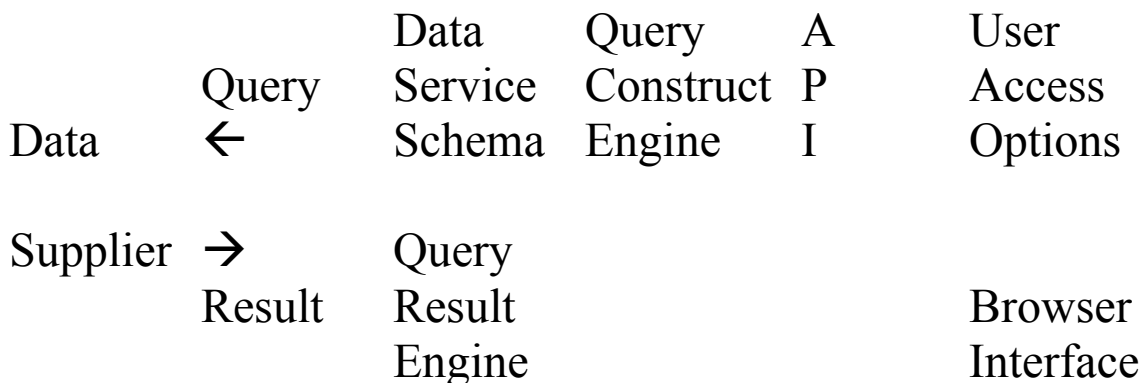 Data Query A User
Query Service Construct P Access
Data ← Schema Engine I Options
Supplier → Query
Result Result Browser
Engine Interface